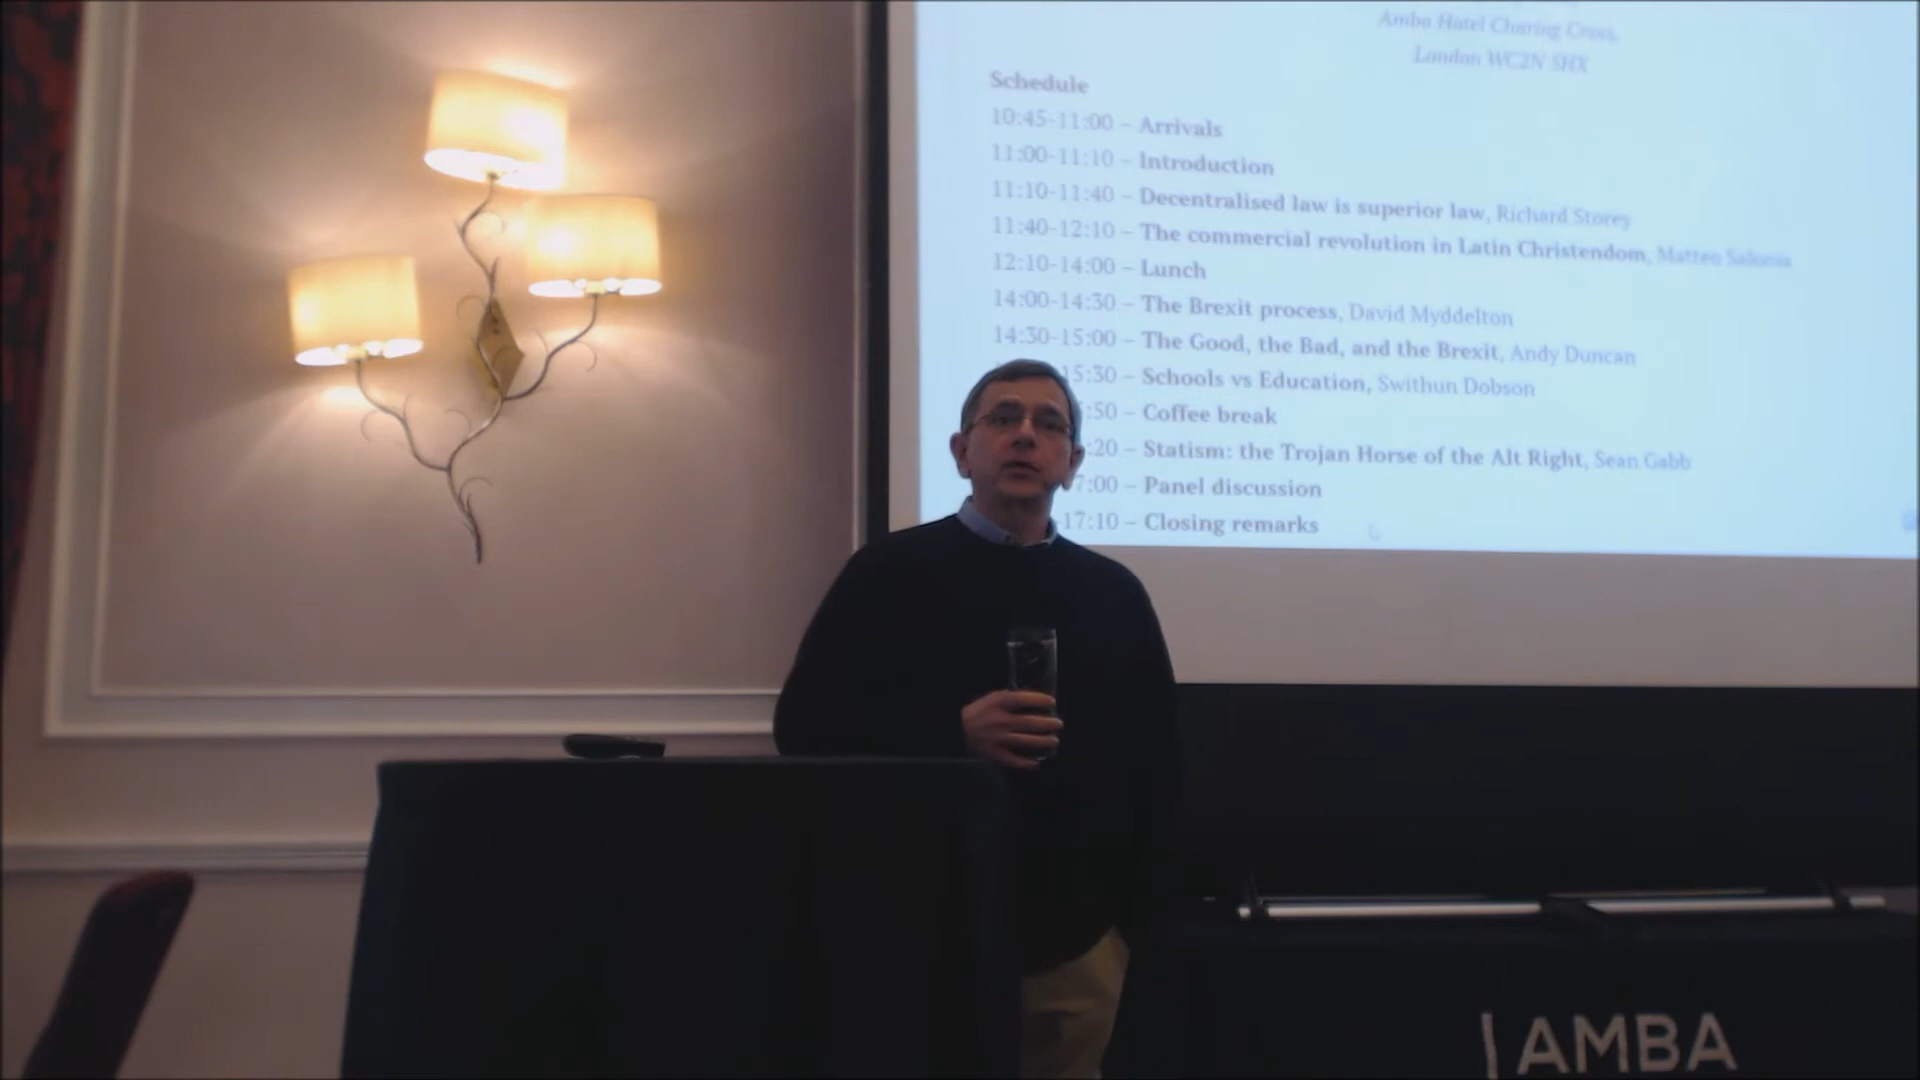 Amba Hotel Charing Cross,
London WC2N 5HX
Schedule
10:45-11:00 – Arrivals
11:00-11:10 – Introduction
11:10-11:40 – Decentralised law is superior law, Richard Storey
11:40-12:10 – The commercial revolution in Latin Christendom, Matteo Salonia
12:10-14:00 – Lunch
14:00-14:30 – The Brexit process, David Myddelton
14:30-15:00 – The Good, the Bad, and the Brexit, Andy Duncan
15:30 – Schools vs Education, Swithun Dobson
:50 – Coffee break
:20 – Statism: the Trojan Horse of the Alt Right, Sean Gabb
7:00 – Panel discussion
17:10 – Closing remarks
AMBA